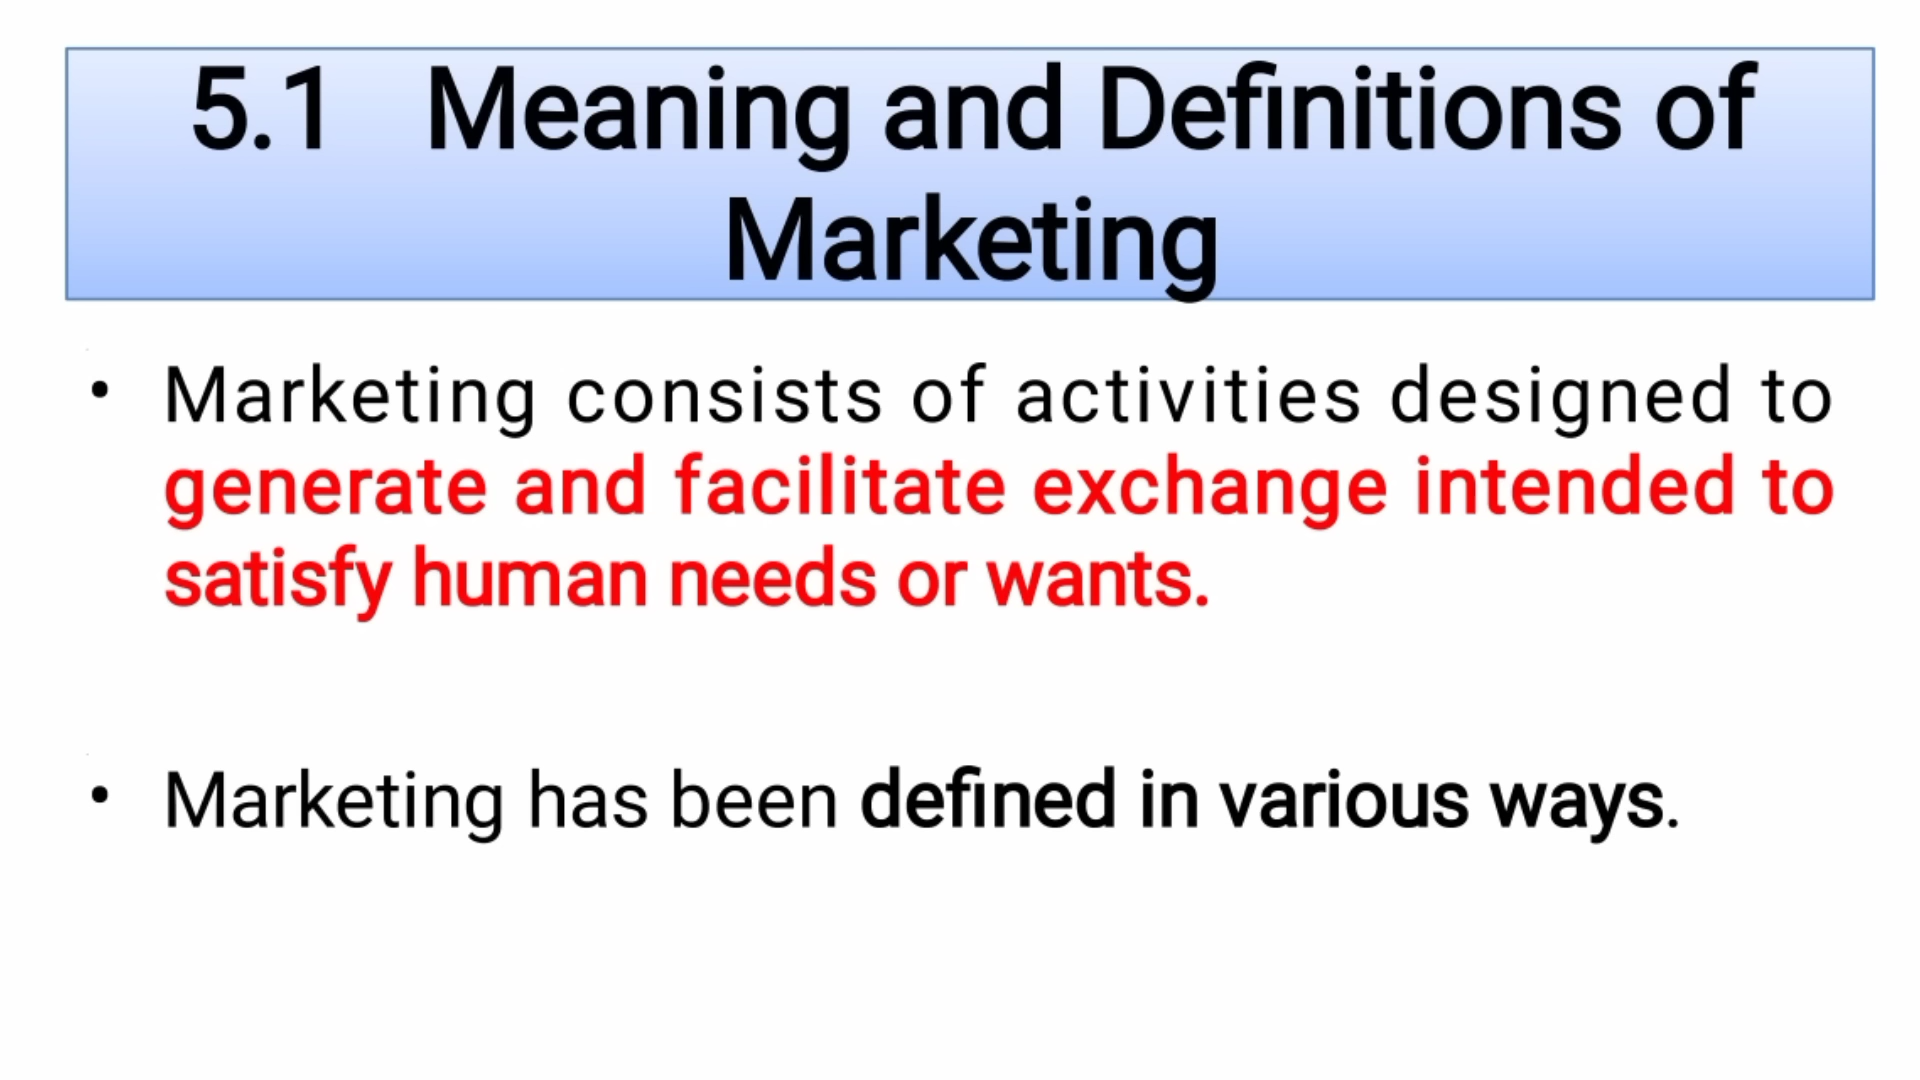 5.1 Meaning and Definitions of
Marketing
• Marketing consists of activities designed to
generate and facilitate exchange intended to
satisfy human needs or wants.
• Marketing has been defined in various ways.